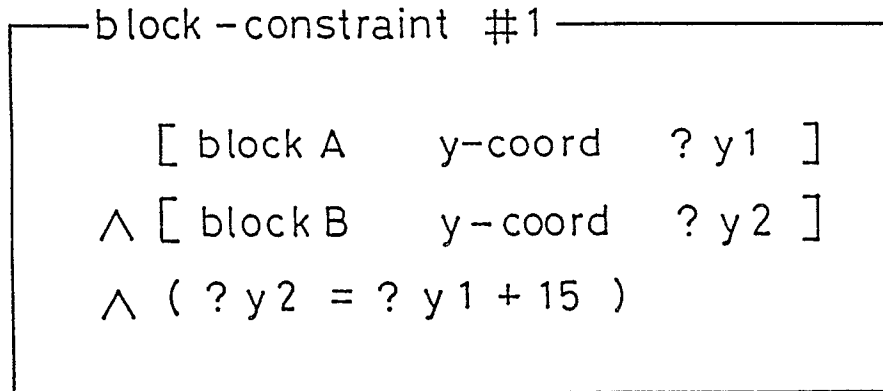 block-constraint #1
[ block A y-coord ? y1 ]
∧ [ block B y-coord ? y2 ]
∧ ( ? y2 = ? y1 + 15 )